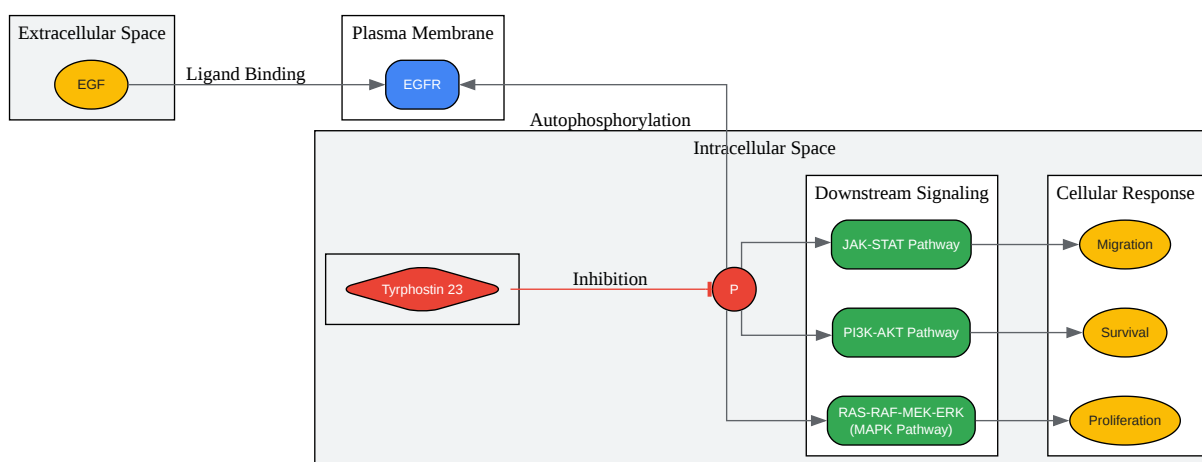 Extracellular Space
Plasma Membrane
EGF
Ligand Binding
EGFR
Autophosphorylation
Intracellular Space
Downstream Signaling
Cellular Response
JAK-STAT Pathway
Migration
Tyrphostin 23
Inhibition
P
PI3K-AKT Pathway
Survival
RAS-RAF-MEK-ERK
(MAPK Pathway)
Proliferation